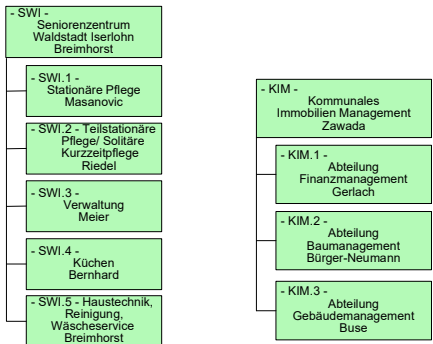 - SWI -
Seniorenzentrum
Waldstadt Iserlohn
Breimhorst
- SWI.1 -
Stationäre Pflege
Masanovic
- SWI.2 - Teilstationäre
Pflege/ Solitäre
Kurzzeitpflege
Riedel
- SWI.3 -
Verwaltung
Meier
- SWI.4 -
Küchen
Bernhard
- SWI.5 - Haustechnik,
Reinigung,
Wäscheservice
Breimhorst
- KIM -
Kommunales
Immobilien Management
Zawada
- KIM.1 -
Abteilung
Finanzmanagement
Gerlach
- KIM.2 -
Abteilung
Baumanagement
Bürger-Neumann
- KIM.3 -
Abteilung
Gebäudemanagement
Buse